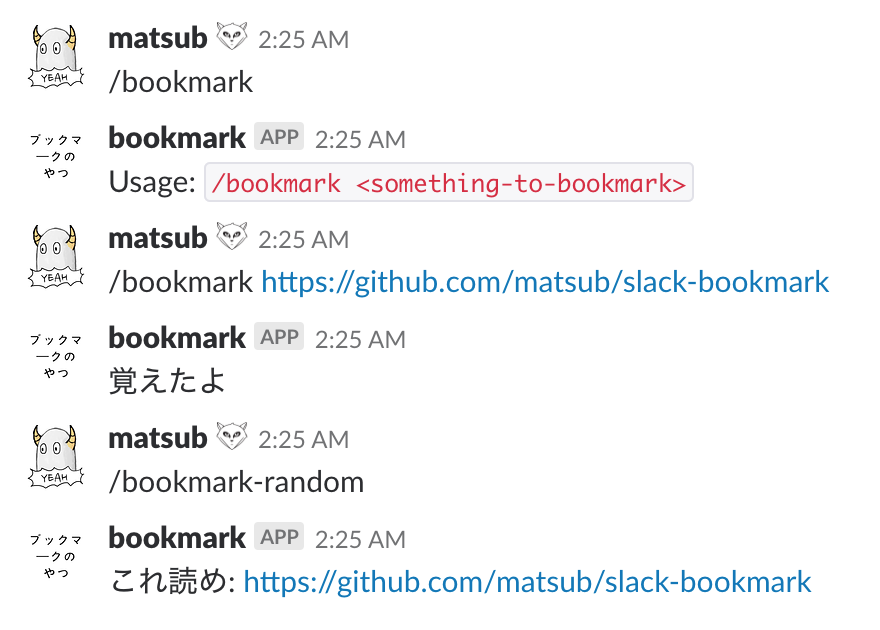 matsub 2:25 AM
YEAH
/bookmark
ブックマ
ークの
やつ
bookmark APP 2:25 AM
Usage: /bookmark <something-to-bookmark>
matsub 2:25 AM
YEAH
/bookmark https://github.com/matsub/slack-bookmark
ブックマ
ークの
やつ
bookmark APP 2:25 AM
覚えたよ
matsub 2:25 AM
YEAH
/bookmark-random
ブックマ
ークの
やつ
bookmark APP 2:25 AM
これ読め: https://github.com/matsub/slack-bookmark